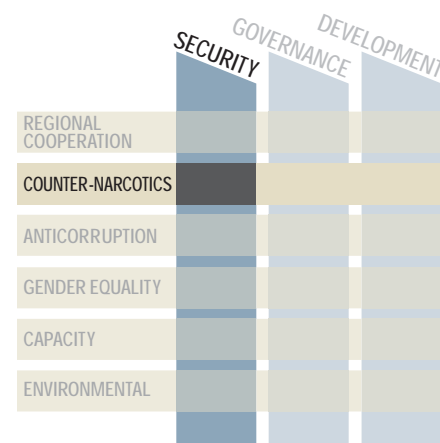 SECURITY
GOVERNANCE
DEVELOPMENT
REGIONAL
COOPERATION
COUNTER-NARCOTICS
ANTICORRUPTION
GENDER EQUALITY
CAPACITY
ENVIRONMENTAL